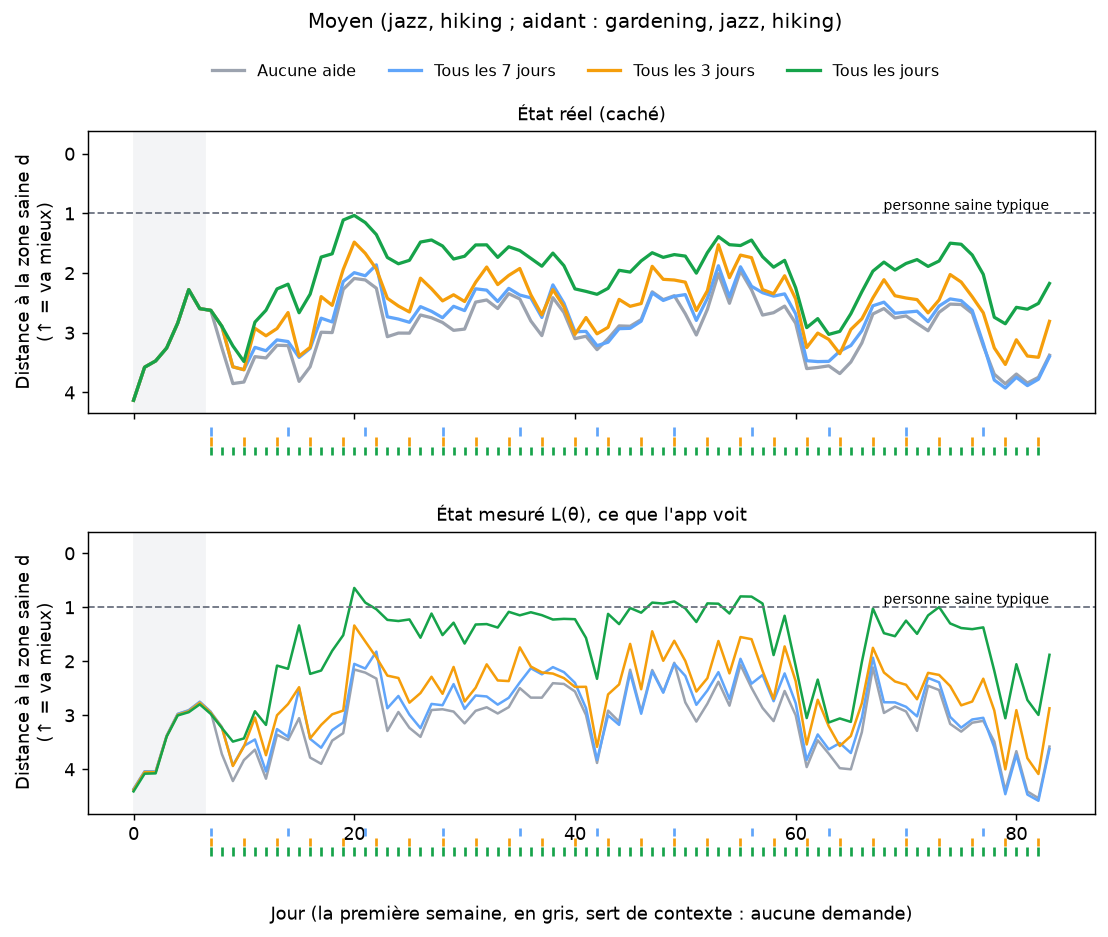 Moyen (jazz, hiking ; aidant : gardening, jazz, hiking)
Aucune aide
Tous les 7 jours
Tous les 3 jours
Tous les jours
État réel (caché)
Distance à la zone saine d
(↑ = va mieux)
0
1
2
3
4
personne saine typique
État mesuré L(θ), ce que l'app voit
Distance à la zone saine d
(↑ = va mieux)
0
1
2
3
4
personne saine typique
0
20
40
60
80
Jour (la première semaine, en gris, sert de contexte : aucune demande)